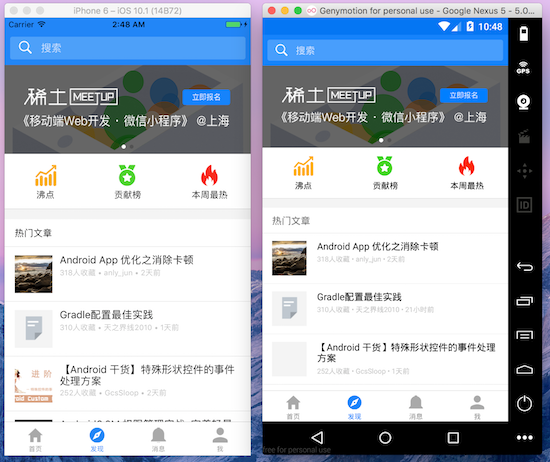 iPhone 6 – iOS 10.1 (14B72)
Carrier
2:48 AM
搜索
稀土 MEETUP
立即报名
《移动端Web开发 · 微信小程序》 @上海
沸点
贡献榜
本周最热
热门文章
Android App 优化之消除卡顿
318人收藏 • anly_jun • 2天前
Gradle配置最佳实践
310人收藏 • 天之界线2010 • 1天前
【Android 干货】特殊形状控件的事件
处理方案
252人收藏 • GcsSloop • 2天前
进 阶
roid Custom
首页
发现
消息
我
Genymotion for personal use - Google Nexus 5 - 5.0...
10:48
搜索
稀土 MEETUP
立即报名
《移动端Web开发 · 微信小程序》 @上海
沸点
贡献榜
本周最热
热门文章
Android App 优化之消除卡顿
318人收藏 • anly_jun • 2天前
Gradle配置最佳实践
310人收藏 • 天之界线2010 • 21小时前
【Android 干货】特殊形状控件的事件处理
方案
252人收藏 • GcsSloop • 2天前
首页
发现
消息
我
free for personal use
GPS
ID